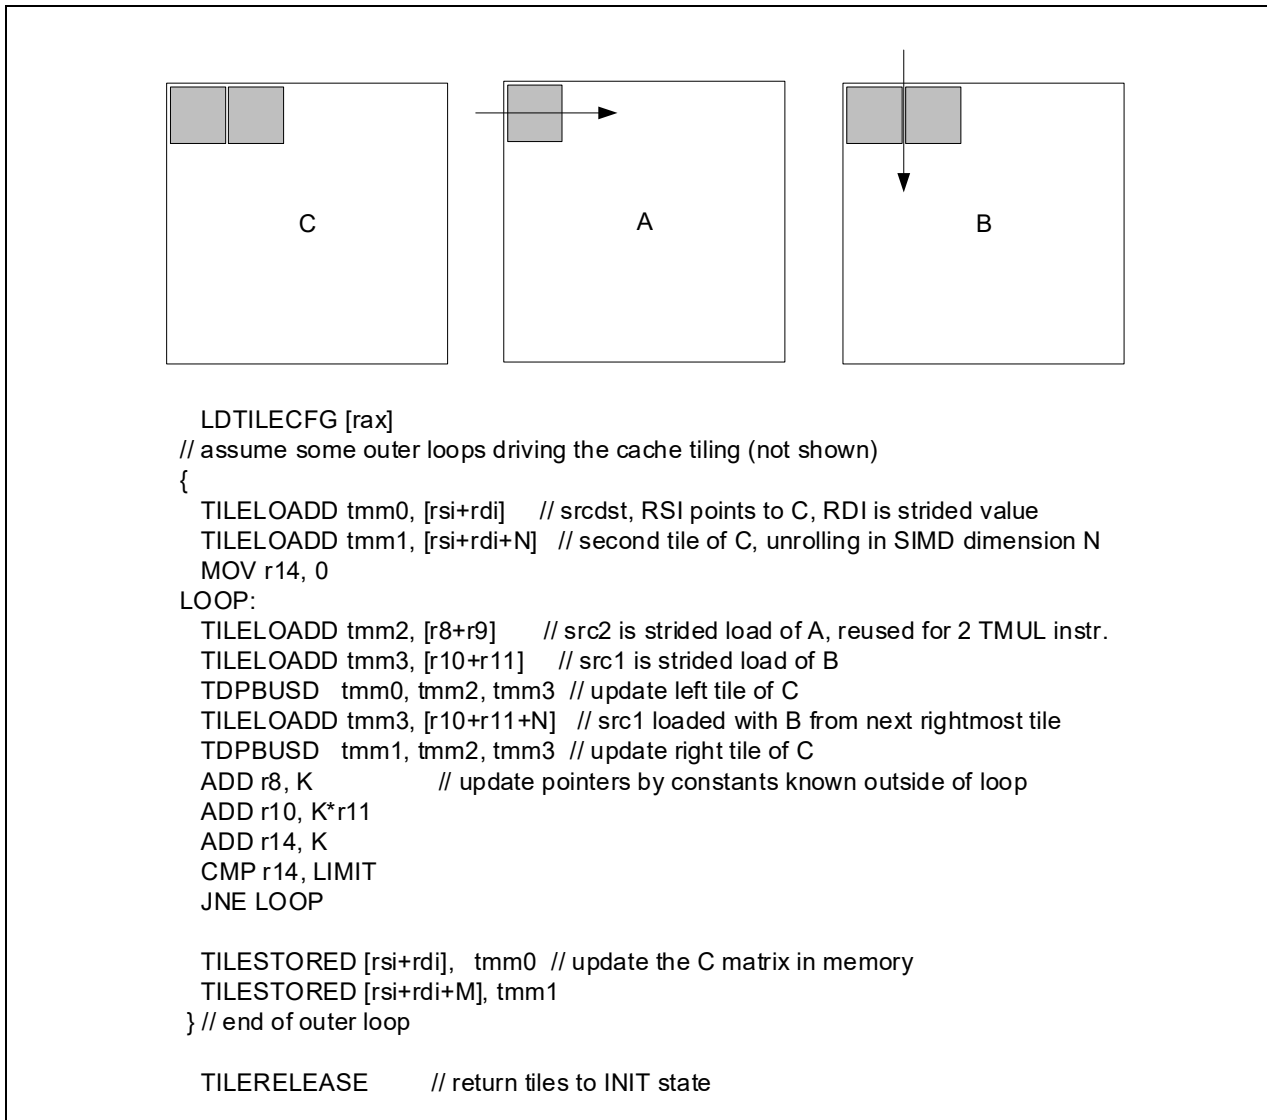 C A B
LDTILECFG [rax]
// assume some outer loops driving the cache tiling (not shown)
{
TILELOADD tmm0, [rsi+rdi] // srcdst, RSI points to C, RDI is strided value
TILELOADD tmm1, [rsi+rdi+N] // second tile of C, unrolling in SIMD dimension N
MOV r14, 0
LOOP:
TILELOADD tmm2, [r8+r9] // src2 is strided load of A, reused for 2 TMUL instr.
TILELOADD tmm3, [r10+r11] // src1 is strided load of B
TDPBUSD tmm0, tmm2, tmm3 // update left tile of C
TILELOADD tmm3, [r10+r11+N] // src1 loaded with B from next rightmost tile
TDPBUSD tmm1, tmm2, tmm3 // update right tile of C
ADD r8, K // update pointers by constants known outside of loop
ADD r10, K*r11
ADD r14, K
CMP r14, LIMIT
JNE LOOP
TILESTORED [rsi+rdi], tmm0 // update the C matrix in memory
TILESTORED [rsi+rdi+M], tmm1
} // end of outer loop
TILERELEASE // return tiles to INIT state